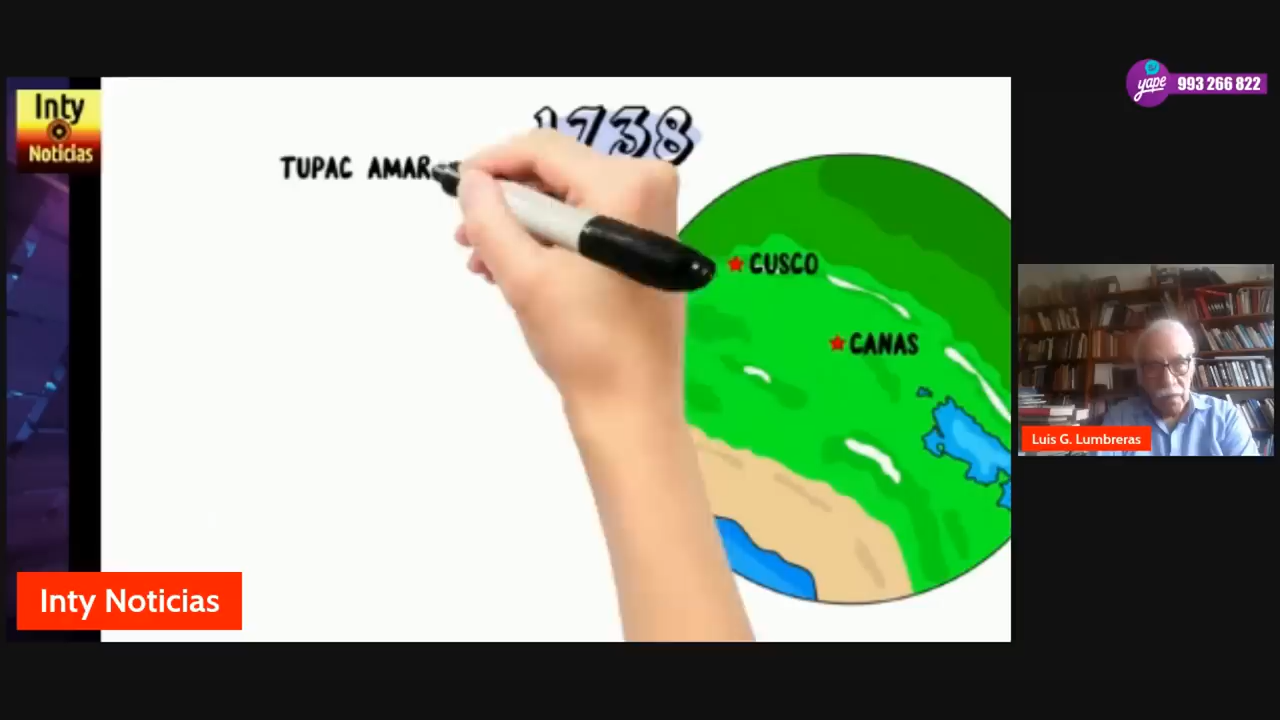 Inty
Noticias
yape 993 266 822
1738
TUPAC AMAR
CUSCO
CANAS
Luis G. Lumbreras
Inty Noticias